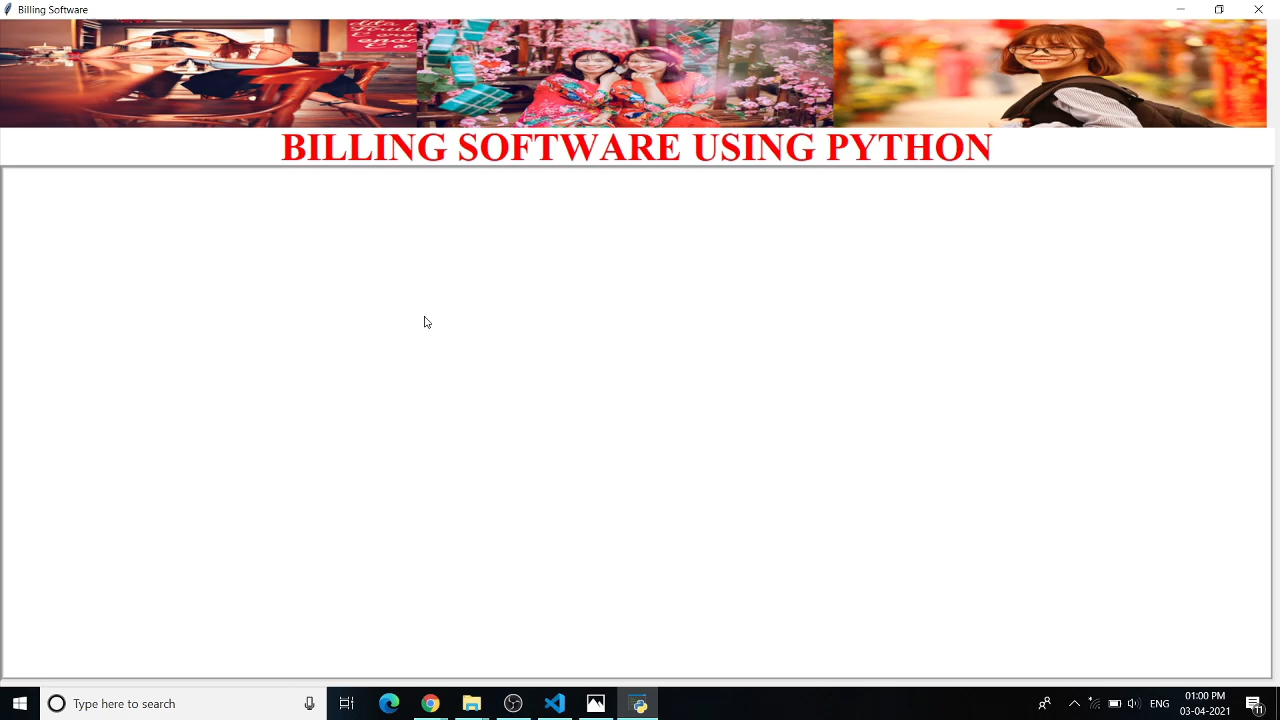 Billing Software
BILLING SOFTWARE USING PYTHON
Type here to search
ENG
01:00 PM
03-04-2021